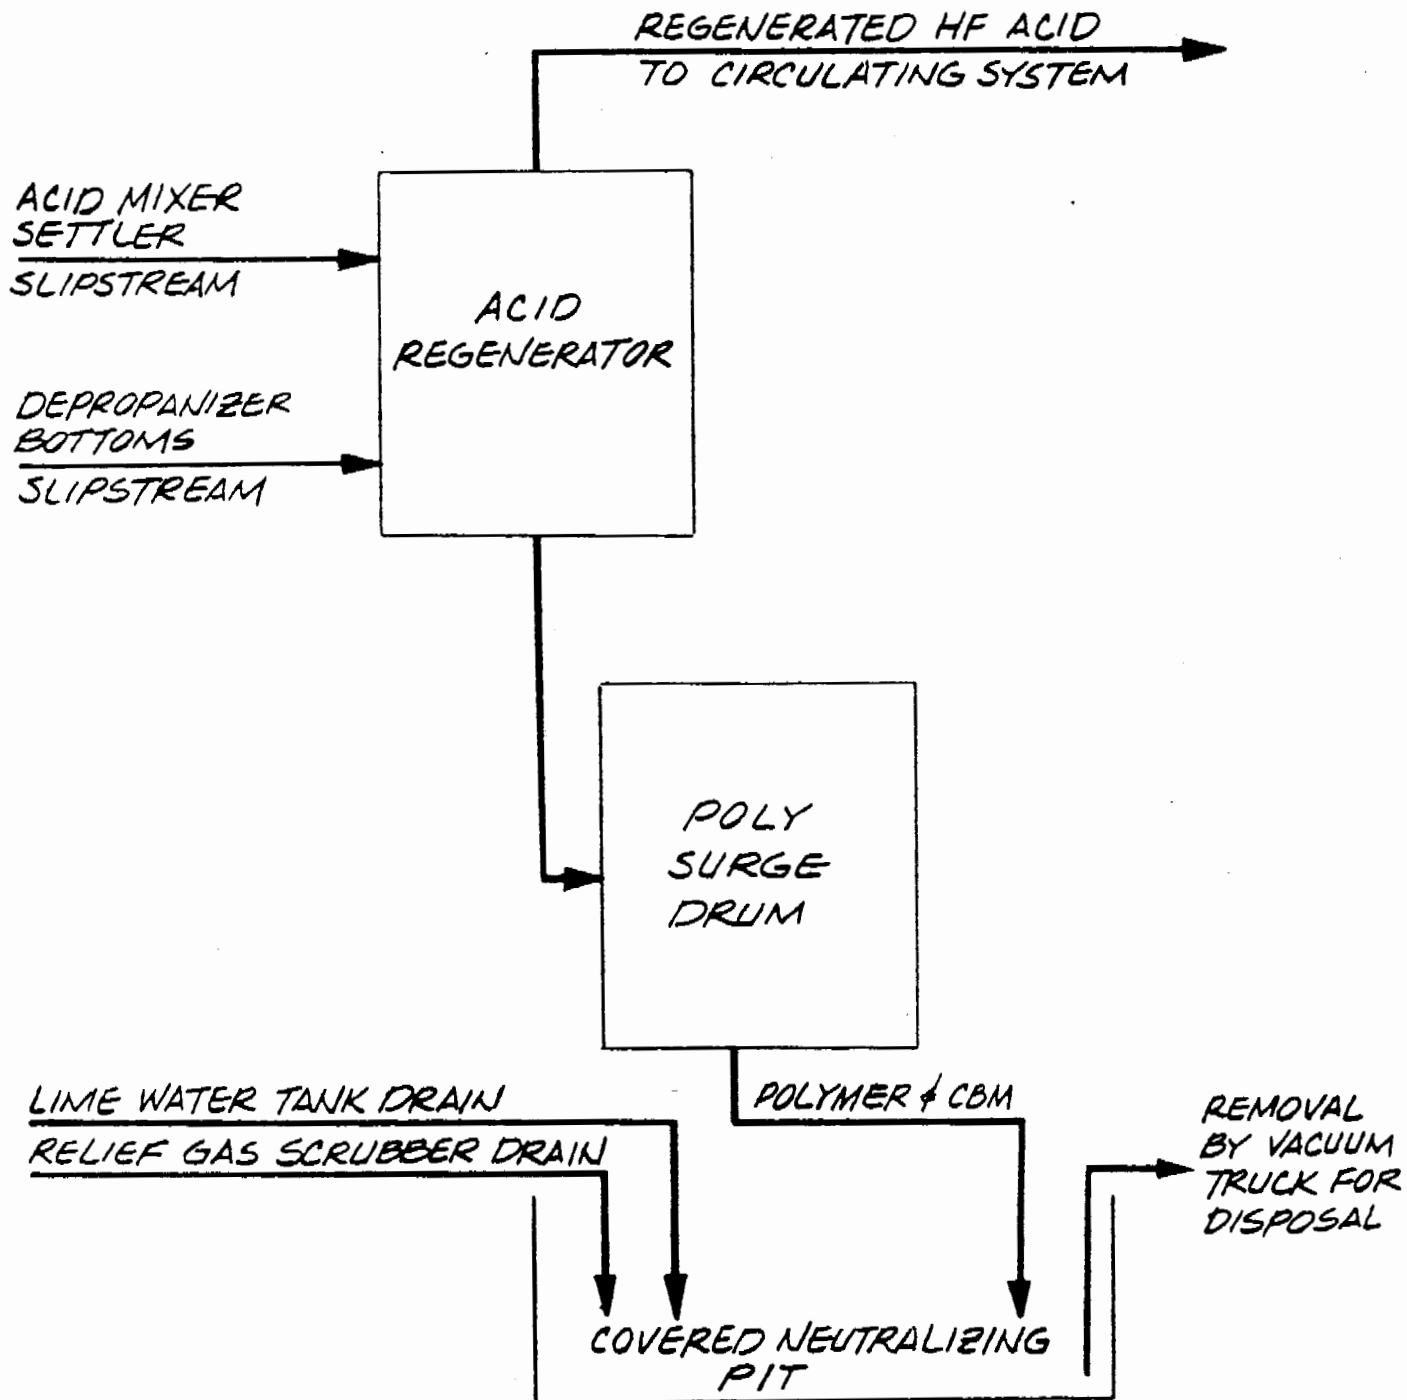 REGENERATED HF ACID
TO CIRCULATING SYSTEM
ACID MIXER
SETTLER
SLIPSTREAM
ACID
REGENERATOR
DEPROPANIZER
BOTTOMS
SLIPSTREAM
POLY
SURGE
DRUM
LIME WATER TANK DRAIN
RELIEF GAS SCRUBBER DRAIN
POLYMER & CBM
REMOVAL
BY VACUUM
TRUCK FOR
DISPOSAL
COVERED NEUTRALIZING
PIT